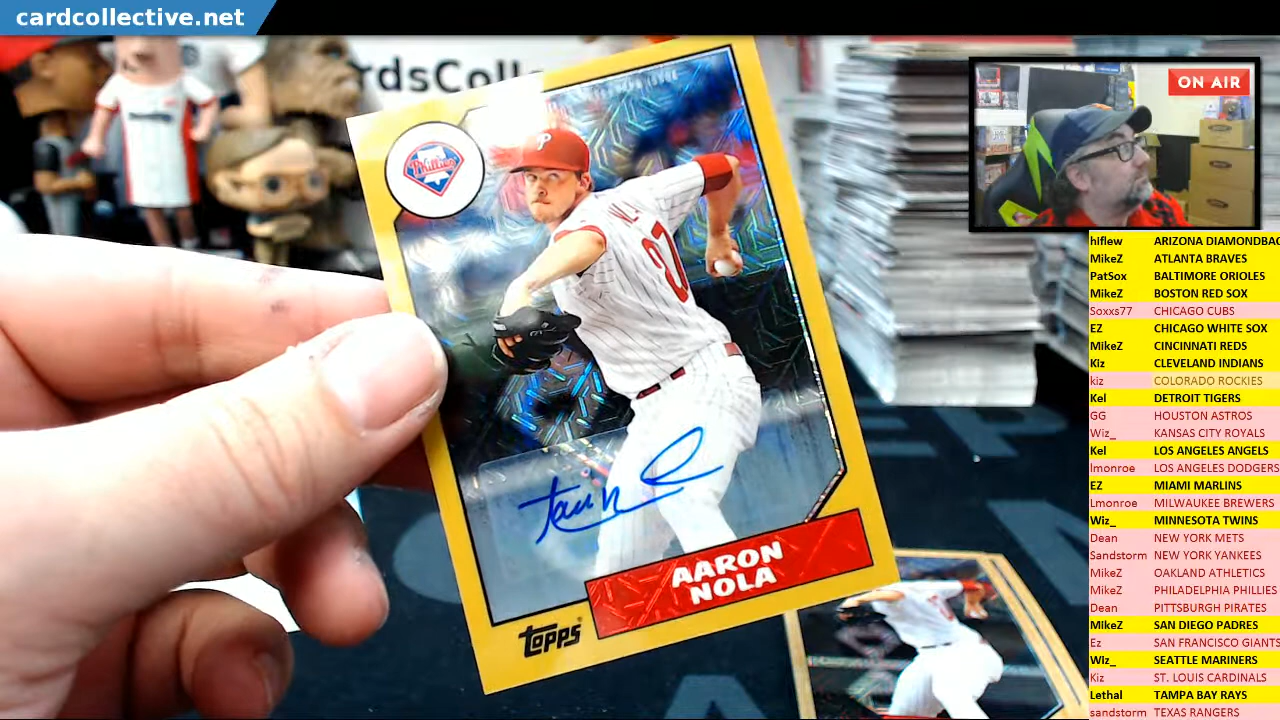 cardcollective.net
rdsColl
ON AIR
Phillies
P
27
AARON
NOLA
topps
hlflew ARIZONA DIAMONDBAC
MikeZ ATLANTA BRAVES
PatSox BALTIMORE ORIOLES
MikeZ BOSTON RED SOX
Soxxs77 CHICAGO CUBS
EZ CHICAGO WHITE SOX
MikeZ CINCINNATI REDS
Kiz CLEVELAND INDIANS
kiz COLORADO ROCKIES
Kel DETROIT TIGERS
GG HOUSTON ASTROS
Wiz_ KANSAS CITY ROYALS
Kel LOS ANGELES ANGELS
lmonroe LOS ANGELES DODGERS
EZ MIAMI MARLINS
Lmonroe MILWAUKEE BREWERS
Wiz_ MINNESOTA TWINS
Dean NEW YORK METS
Sandstorm NEW YORK YANKEES
MikeZ OAKLAND ATHLETICS
MikeZ PHILADELPHIA PHILLIES
Dean PITTSBURGH PIRATES
MikeZ SAN DIEGO PADRES
Ez SAN FRANCISCO GIANTS
Wiz_ SEATTLE MARINERS
Kiz ST. LOUIS CARDINALS
Lethal TAMPA BAY RAYS
sandstorm TEXAS RANGERS